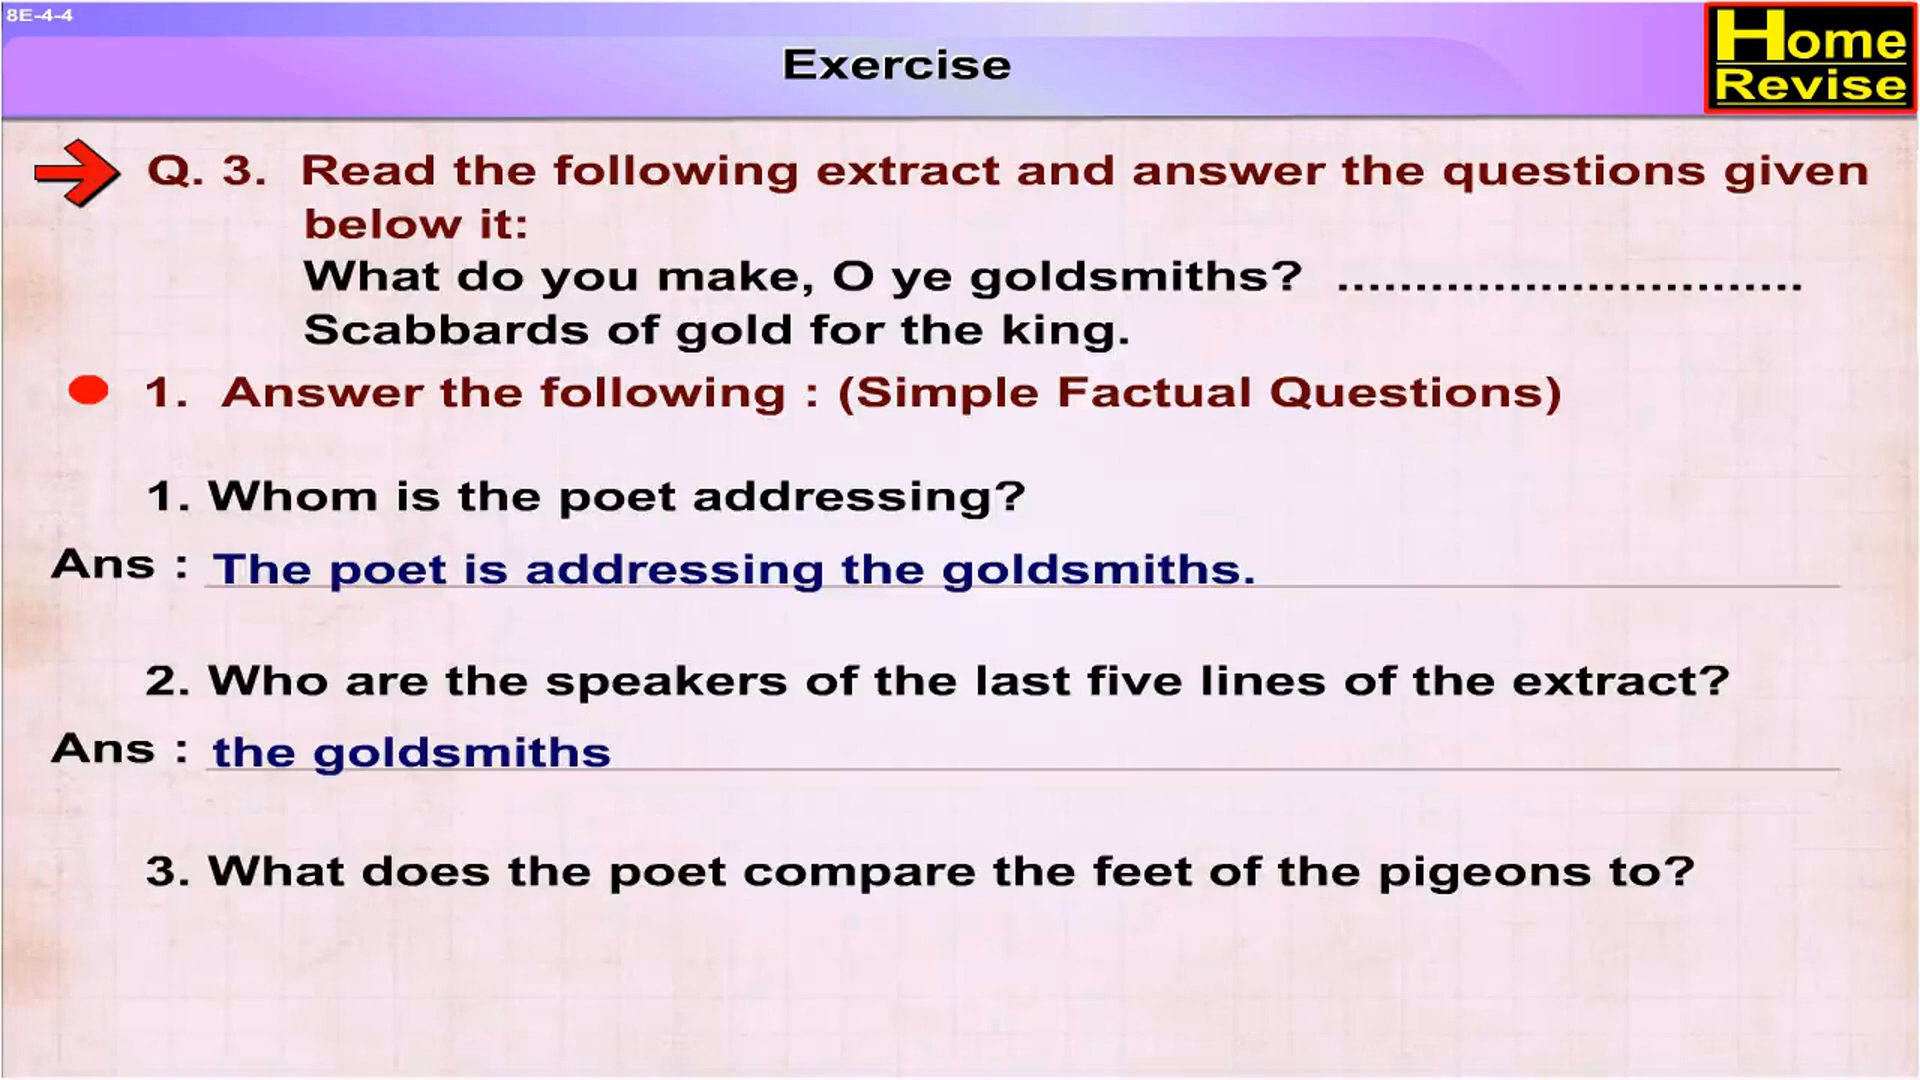 8E-4-4
Exercise
Home
Revise
Q. 3. Read the following extract and answer the questions given
below it:
What do you make, O ye goldsmiths? ..............................
Scabbards of gold for the king.
1. Answer the following : (Simple Factual Questions)
1. Whom is the poet addressing?
Ans : The poet is addressing the goldsmiths.
2. Who are the speakers of the last five lines of the extract?
Ans : the goldsmiths
3. What does the poet compare the feet of the pigeons to?